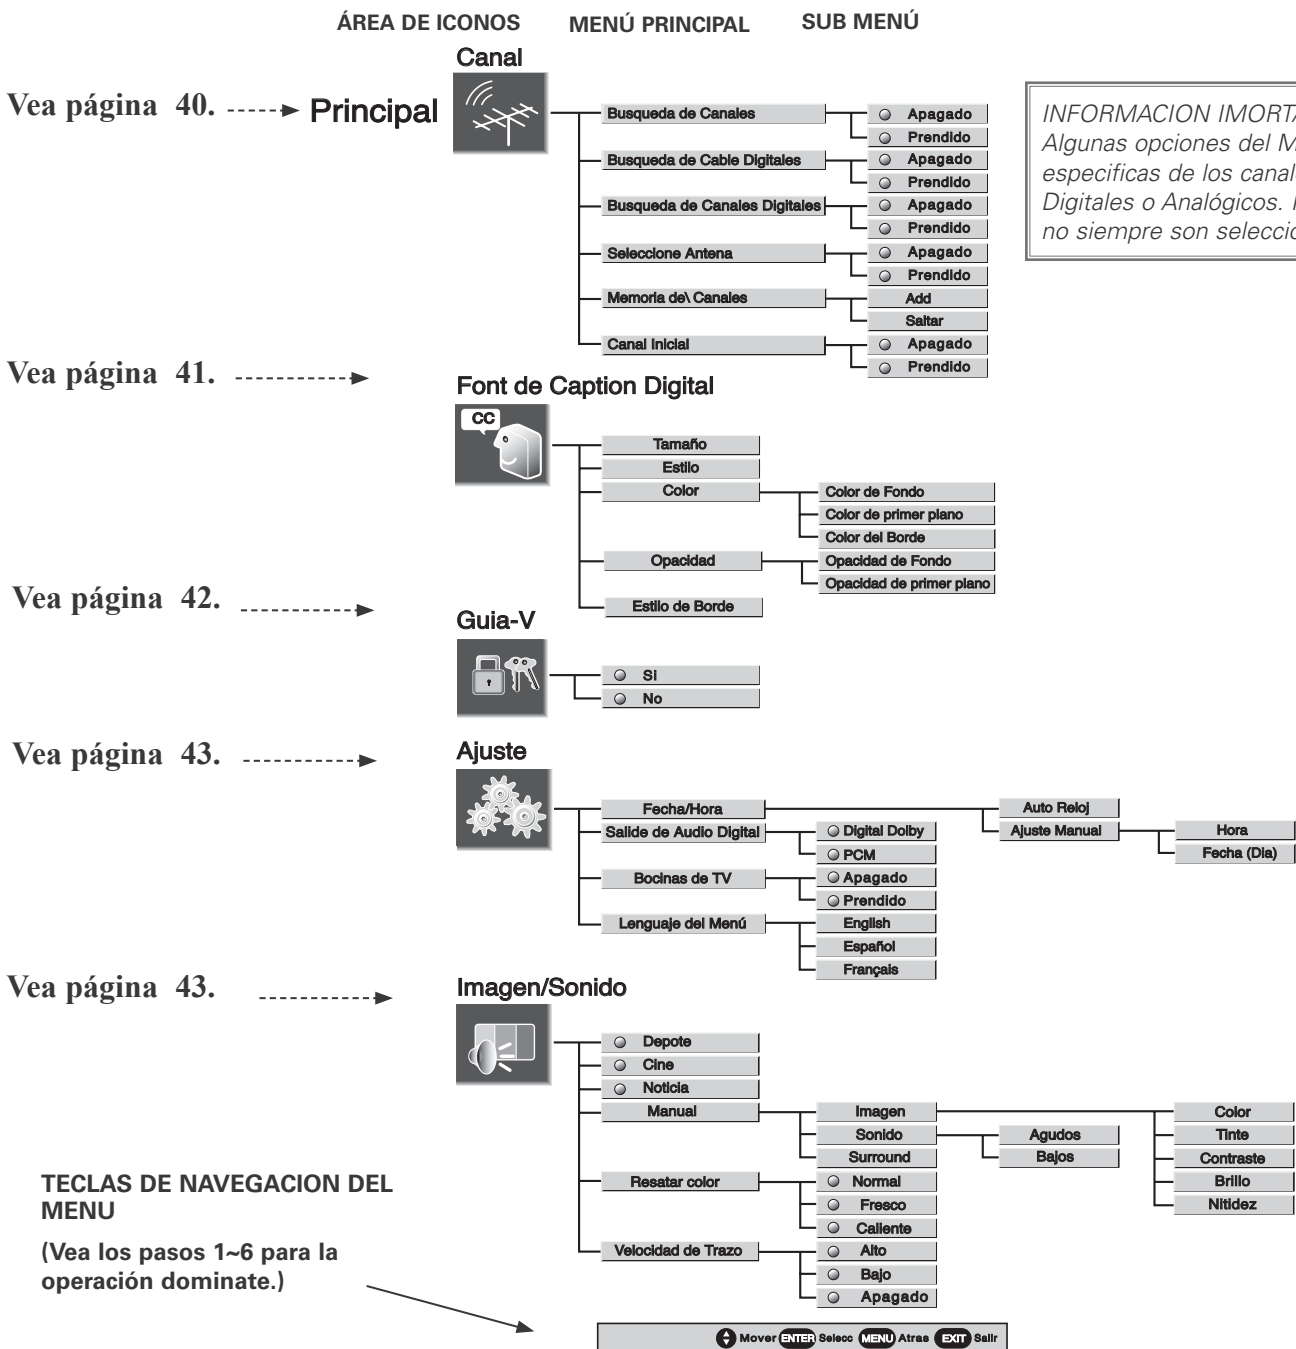 ÁREA DE ICONOS MENÚ PRINCIPAL SUB MENÚ
Canal
Vea página 40. Principal
Busqueda de Canales
Apagado
Prendido
Busqueda de Cable Digitales
Apagado
Prendido
Busqueda de Canales Digitales
Apagado
Prendido
Seleccione Antena
Apagado
Prendido
Memoria de\ Canales
Add
Saltar
Canal Inicial
Apagado
Prendido
INFORMACION IMORTA
Algunas opciones del M
especificas de los canal
Digitales o Analógicos.
no siempre son selecci
Vea página 41.
Font de Caption Digital
CC
Tamaño
Estilo
Color
Color de Fondo
Color de primer plano
Color del Borde
Opacidad
Opacidad de Fondo
Opacidad de primer plano
Estilo de Borde
Vea página 42.
Guia-V
Si
No
Vea página 43.
Ajuste
Fecha/Hora
Auto Reloj
Ajuste Manual
Hora
Fecha (Dia)
Salide de Audio Digital
Digital Dolby
PCM
Bocinas de TV
Apagado
Prendido
Lenguaje del Menú
English
Español
Français
Vea página 43.
Imagen/Sonido
Depote
Cine
Noticia
Manual
Imagen
Color
Tinte
Contraste
Brillo
Nitidez
Sonido
Agudos
Bajos
Surround
Resatar color
Normal
Fresco
Caliente
Velocidad de Trazo
Alto
Bajo
Apagado
TECLAS DE NAVEGACION DEL
MENU
(Vea los pasos 1~6 para la
operación dominate.)
Mover ENTER Selecc MENU Atras EXIT Salir